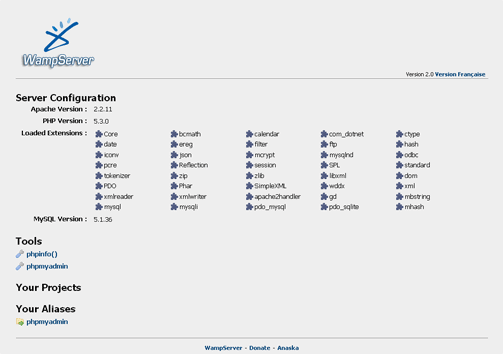 WampServer
Version 2.0 Version Française
Server Configuration
Apache Version : 2.2.11
PHP Version : 5.3.0
Loaded Extensions : Core bcmath calendar com_dotnet ctype
date ereg filter ftp hash
iconv json mcrypt mysqlnd odbc
pcre Reflection session SPL standard
tokenizer zip zlib libxml dom
PDO Phar SimpleXML wddx xml
xmlreader xmlwriter apache2handler gd mbstring
mysql mysqli pdo_mysql pdo_sqlite mhash
MySQL Version : 5.1.36
Tools
phpinfo()
phpmyadmin
Your Projects
Your Aliases
phpmyadmin
WampServer - Donate - Anaska